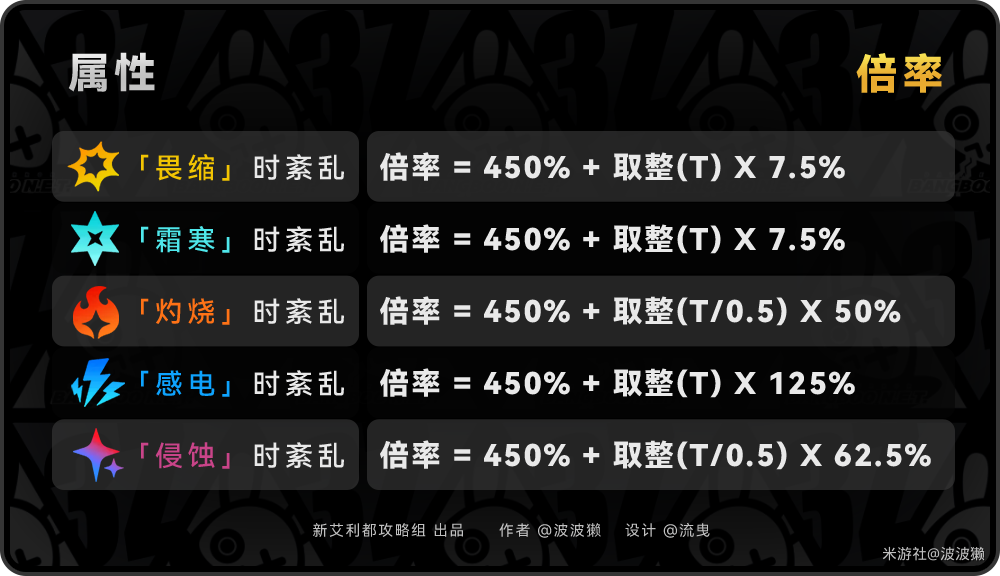 属性 倍率
「畏缩」时紊乱 倍率 = 450% + 取整(T) X 7.5%
「霜寒」时紊乱 倍率 = 450% + 取整(T) X 7.5%
「灼烧」时紊乱 倍率 = 450% + 取整(T/0.5) X 50%
「感电」时紊乱 倍率 = 450% + 取整(T) X 125%
「侵蚀」时紊乱 倍率 = 450% + 取整(T/0.5) X 62.5%
新艾利都攻略组 出品 作者 @波波獭 设计 @流曳
米游社@波波獭